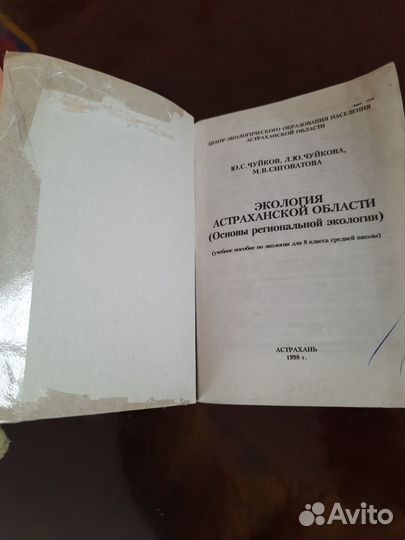 ЦЕНТР ЭКОЛОГИЧЕСКОГО ОБРАЗОВАНИЯ НАСЕЛЕНИЯ
АСТРАХАНСКОЙ ОБЛАСТИ
Ю.С.ЧУЙКОВ, Л.Ю.ЧУЙКОВА,
М.В.СИГОВАТОВА
ЭКОЛОГИЯ
АСТРАХАНСКОЙ ОБЛАСТИ
(Основы региональной экологии)
(учебное пособие по экологии для 8 класса средней школы)
АСТРАХАНЬ
1998 г.
Avito